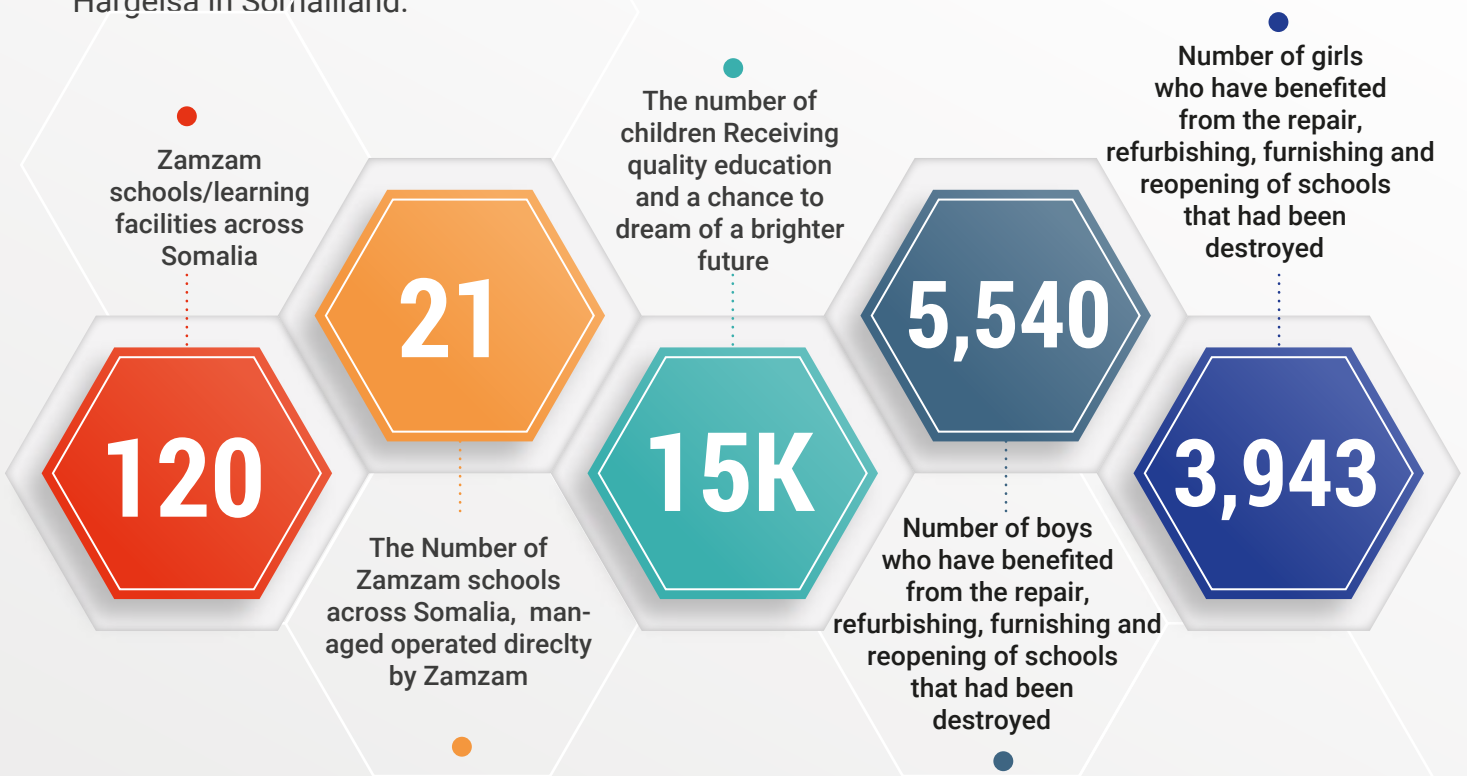 Hargeisa in Somaliland.
Zamzam
schools/learning
facilities across
Somalia
120
21
The Number of
Zamzam schools
across Somalia,  man-
aged operated direclty
by Zamzam
The number of
children Receiving
quality education
and a chance to
dream of a brighter
future
15K
5,540
Number of boys
who have benefited
from the repair,
refurbishing, furnishing and
reopening of schools
that had been
destroyed
Number of girls
who have benefited
from the repair,
refurbishing, furnishing and
reopening of schools
that had been
destroyed
3,943